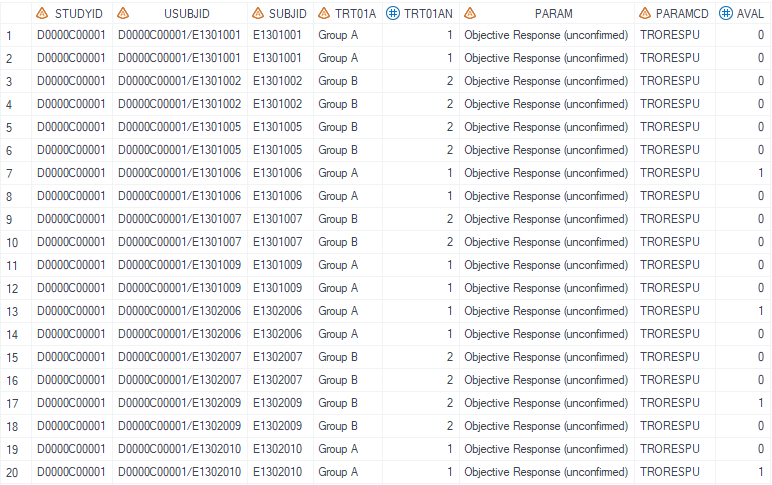 STUDYID USUBJID SUBJID TRT01A TRT01AN PARAM PARAMCD AVAL
1 D0000C00001 D0000C00001/E1301001 E1301001 Group A 1 Objective Response (unconfirmed) TRORESPU 0
2 D0000C00001 D0000C00001/E1301001 E1301001 Group A 1 Objective Response (unconfirmed) TRORESPU 0
3 D0000C00001 D0000C00001/E1301002 E1301002 Group B 2 Objective Response (unconfirmed) TRORESPU 0
4 D0000C00001 D0000C00001/E1301002 E1301002 Group B 2 Objective Response (unconfirmed) TRORESPU 0
5 D0000C00001 D0000C00001/E1301005 E1301005 Group B 2 Objective Response (unconfirmed) TRORESPU 0
6 D0000C00001 D0000C00001/E1301005 E1301005 Group B 2 Objective Response (unconfirmed) TRORESPU 0
7 D0000C00001 D0000C00001/E1301006 E1301006 Group A 1 Objective Response (unconfirmed) TRORESPU 1
8 D0000C00001 D0000C00001/E1301006 E1301006 Group A 1 Objective Response (unconfirmed) TRORESPU 0
9 D0000C00001 D0000C00001/E1301007 E1301007 Group B 2 Objective Response (unconfirmed) TRORESPU 0
10 D0000C00001 D0000C00001/E1301007 E1301007 Group B 2 Objective Response (unconfirmed) TRORESPU 0
11 D0000C00001 D0000C00001/E1301009 E1301009 Group A 1 Objective Response (unconfirmed) TRORESPU 0
12 D0000C00001 D0000C00001/E1301009 E1301009 Group A 1 Objective Response (unconfirmed) TRORESPU 0
13 D0000C00001 D0000C00001/E1302006 E1302006 Group A 1 Objective Response (unconfirmed) TRORESPU 1
14 D0000C00001 D0000C00001/E1302006 E1302006 Group A 1 Objective Response (unconfirmed) TRORESPU 0
15 D0000C00001 D0000C00001/E1302007 E1302007 Group B 2 Objective Response (unconfirmed) TRORESPU 0
16 D0000C00001 D0000C00001/E1302007 E1302007 Group B 2 Objective Response (unconfirmed) TRORESPU 0
17 D0000C00001 D0000C00001/E1302009 E1302009 Group B 2 Objective Response (unconfirmed) TRORESPU 1
18 D0000C00001 D0000C00001/E1302009 E1302009 Group B 2 Objective Response (unconfirmed) TRORESPU 0
19 D0000C00001 D0000C00001/E1302010 E1302010 Group A 1 Objective Response (unconfirmed) TRORESPU 0
20 D0000C00001 D0000C00001/E1302010 E1302010 Group A 1 Objective Response (unconfirmed) TRORESPU 1